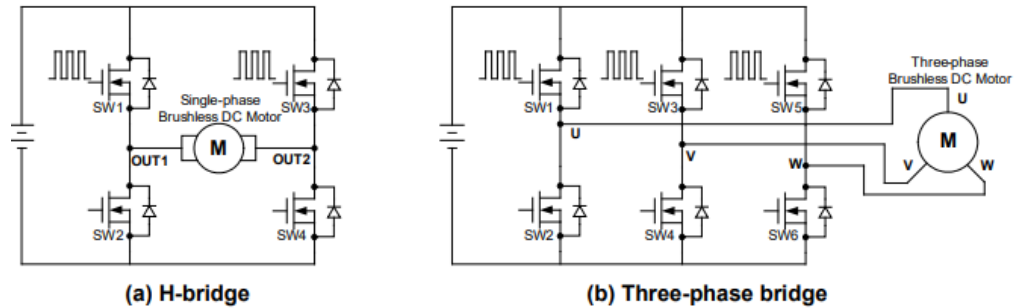 SW1
Single-phase
Brushless DC Motor
SW3
M
OUT1
OUT2
SW2
SW4
(a) H-bridge
Three-phase
Brushless DC Motor
SW1
SW3
SW5
U
U
M
V
W
V
W
SW2
SW4
SW6
(b) Three-phase bridge